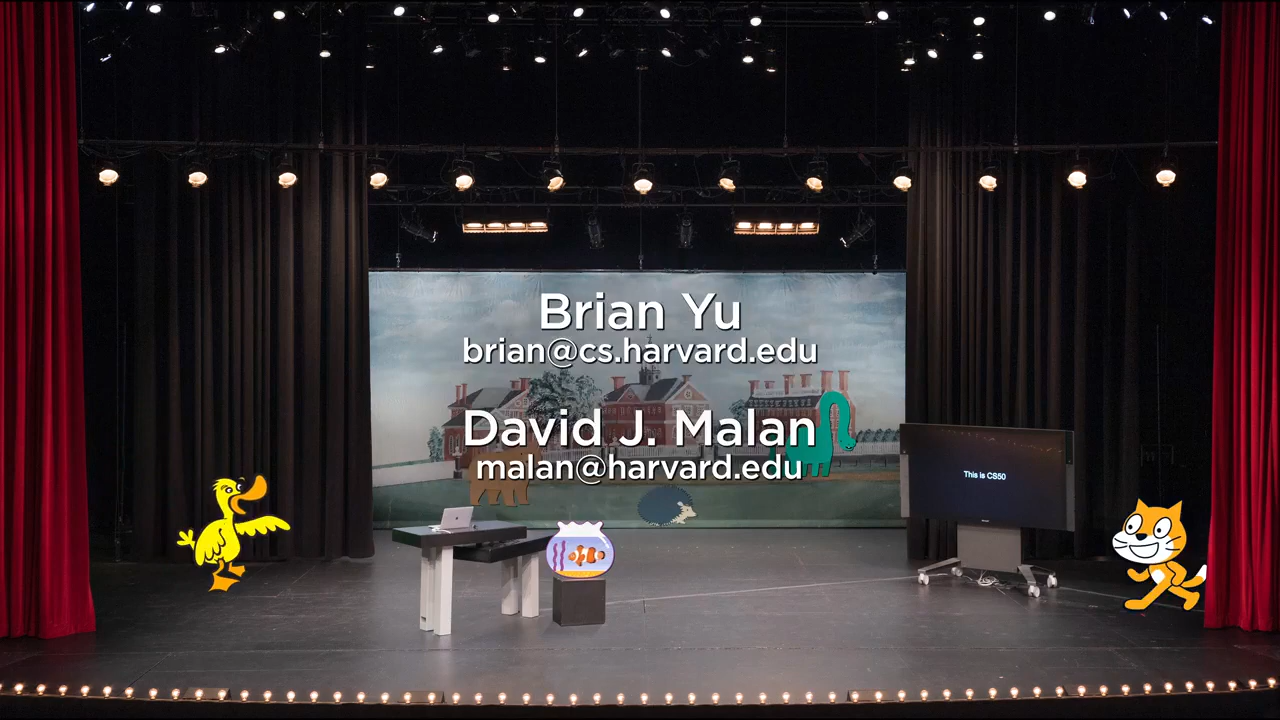 Brian Yu
brian@cs.harvard.edu
David J. Malan
malan@harvard.edu
This is CS50